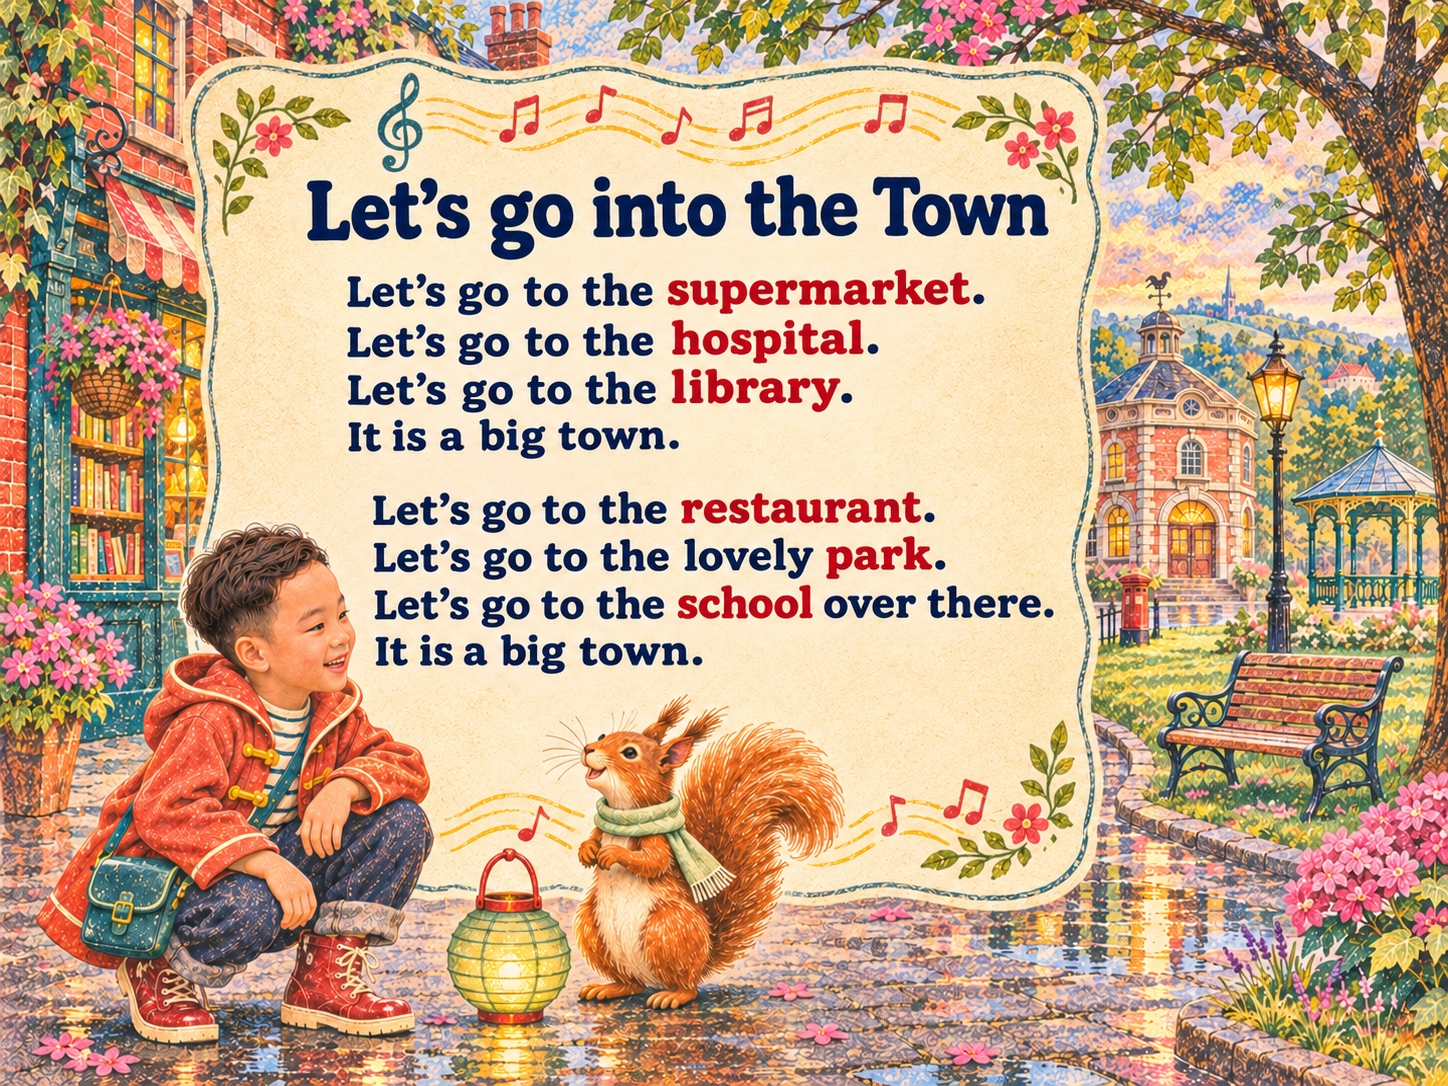 Let's go into the Town
Let's go to the supermarket.
Let's go to the hospital.
Let's go to the library.
It is a big town.
Let's go to the restaurant.
Let's go to the lovely park.
Let's go to the school over there.
It is a big town.